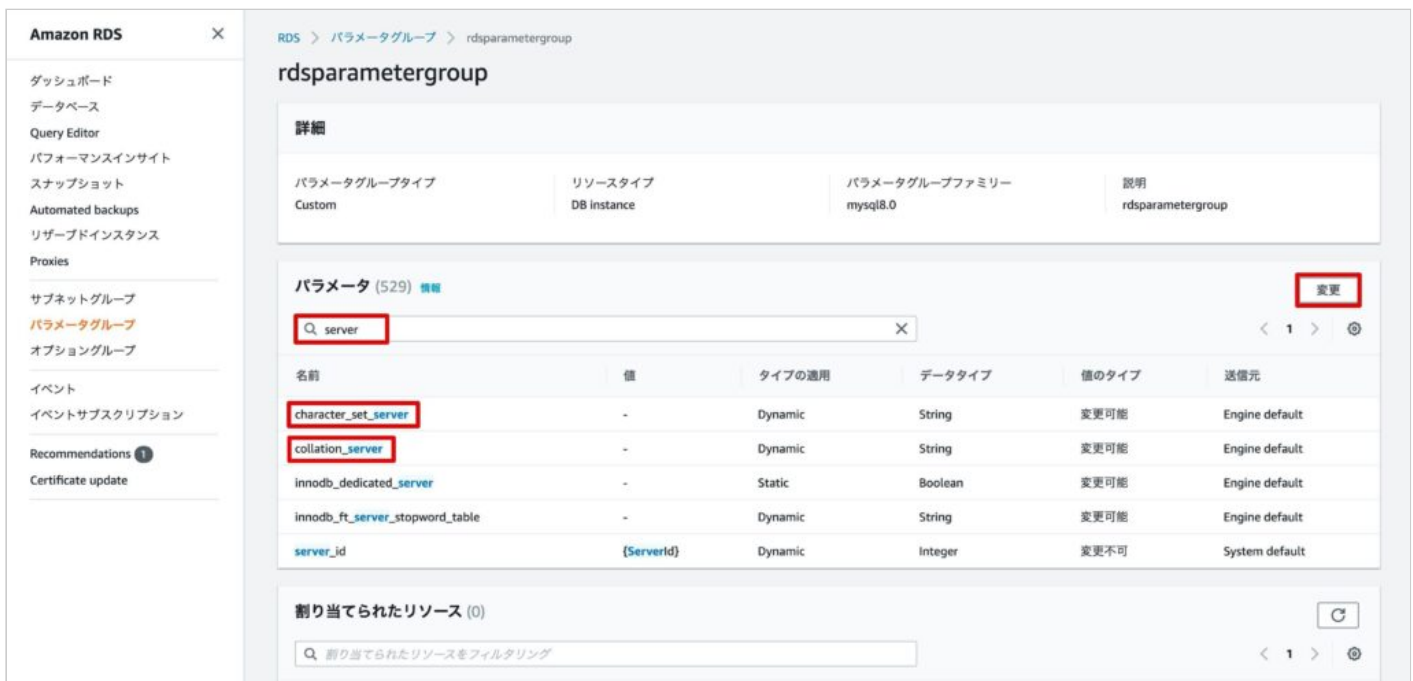 Amazon RDS
ダッシュボード
データベース
Query Editor
パフォーマンスインサイト
スナップショット
Automated backups
リザーブドインスタンス
Proxies
サブネットグループ
パラメータグループ
オプショングループ
イベント
イベントサブスクリプション
Recommendations 1
Certificate update
RDS > パラメータグループ > rdsparametergroup
rdsparametergroup
詳細
パラメータグループタイプ リソースタイプ パラメータグループファミリー 説明
Custom DB instance mysql8.0 rdsparametergroup
パラメータ (529) 情報 変更
server 1
名前 値 タイプの適用 データタイプ 値のタイプ 送信元
character_set_server - Dynamic String 変更可能 Engine default
collation_server - Dynamic String 変更可能 Engine default
innodb_dedicated_server - Static Boolean 変更可能 Engine default
innodb_ft_server_stopword_table - Dynamic String 変更可能 Engine default
server_id {ServerId} Dynamic Integer 変更不可 System default
割り当てられたリソース (0)
割り当てられたリソースをフィルタリング 1